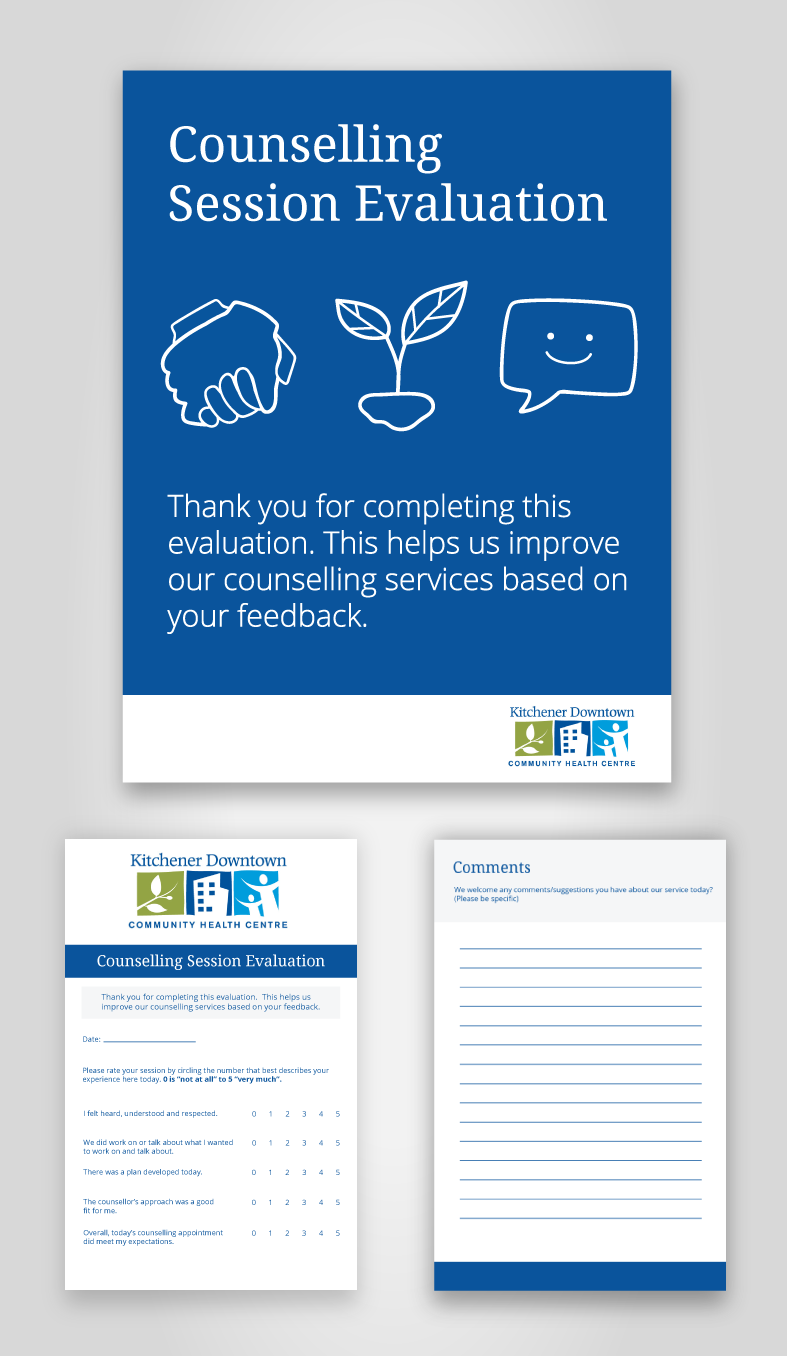 Counselling
Session Evaluation
Thank you for completing this
evaluation. This helps us improve
our counselling services based on
your feedback.
Kitchener Downtown
COMMUNITY HEALTH CENTRE
Kitchener Downtown
COMMUNITY HEALTH CENTRE
Counselling Session Evaluation
Thank you for completing this evaluation. This helps us
improve our counselling services based on your feedback.
Date:
Please rate your session by circling the number that best describes your
experience here today. 0 is “not at all” to 5 “very much”.
I felt heard, understood and respected. 0 1 2 3 4 5
We did work on or talk about what I wanted 0 1 2 3 4 5
to work on and talk about.
There was a plan developed today. 0 1 2 3 4 5
The counsellor's approach was a good 0 1 2 3 4 5
fit for me.
Overall, today's counselling appointment 0 1 2 3 4 5
did meet my expectations.
Comments
We welcome any comments/suggestions you have about our service today?
(Please be specific)